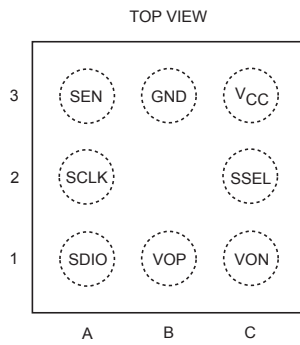 TOP VIEW
3 SEN GND VCC
2 SCLK SSEL
1 SDIO VOP VON
A B C